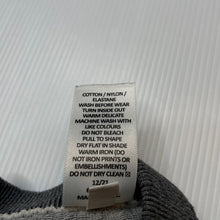 COTTON / NYLON /
ELASTANE
WASH BEFORE WEAR
TURN INSIDE OUT
WARM DELICATE
MACHINE WASH WITH
LIKE COLOURS
DO NOT BLEACH
PULL TO SHAPE
DRY FLAT IN SHADE
WARM IRON (DO
NOT IRON PRINTS OR
EMBELLISHMENTS)
DO NOT DRY CLEAN
12/21